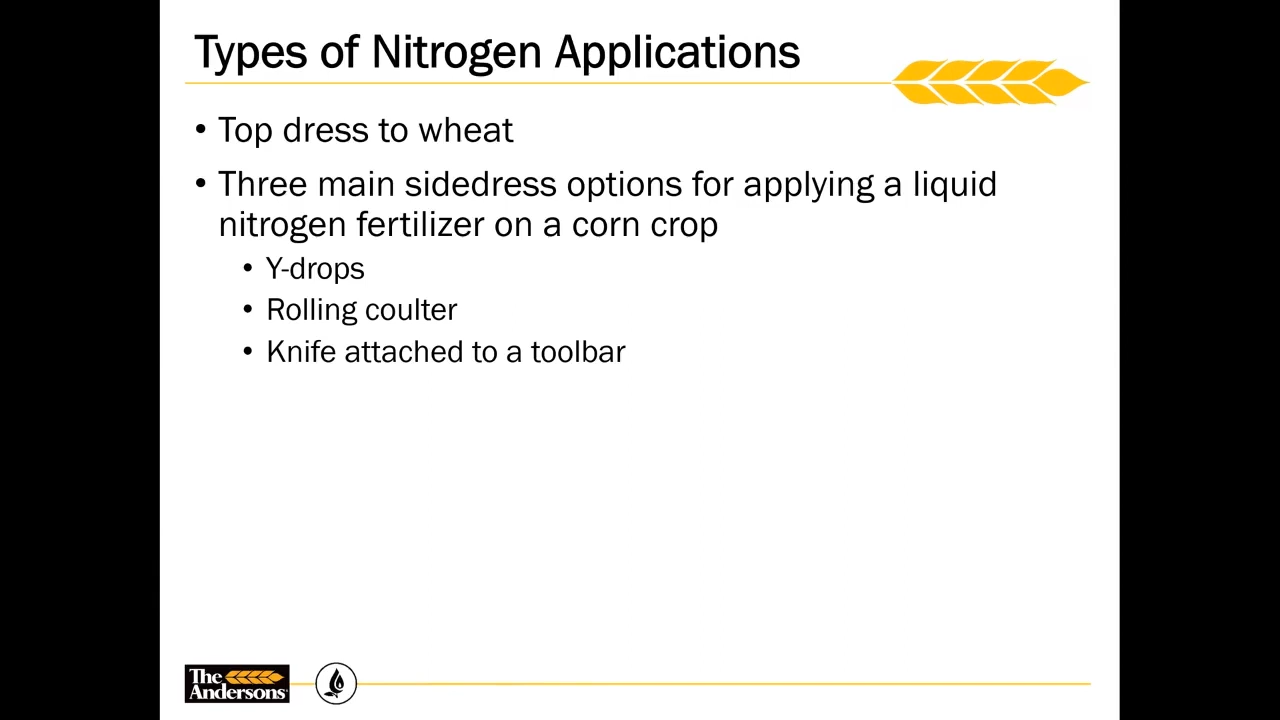 Types of Nitrogen Applications
• Top dress to wheat
• Three main sidedress options for applying a liquid
nitrogen fertilizer on a corn crop
• Y-drops
• Rolling coulter
• Knife attached to a toolbar
The
Andersons